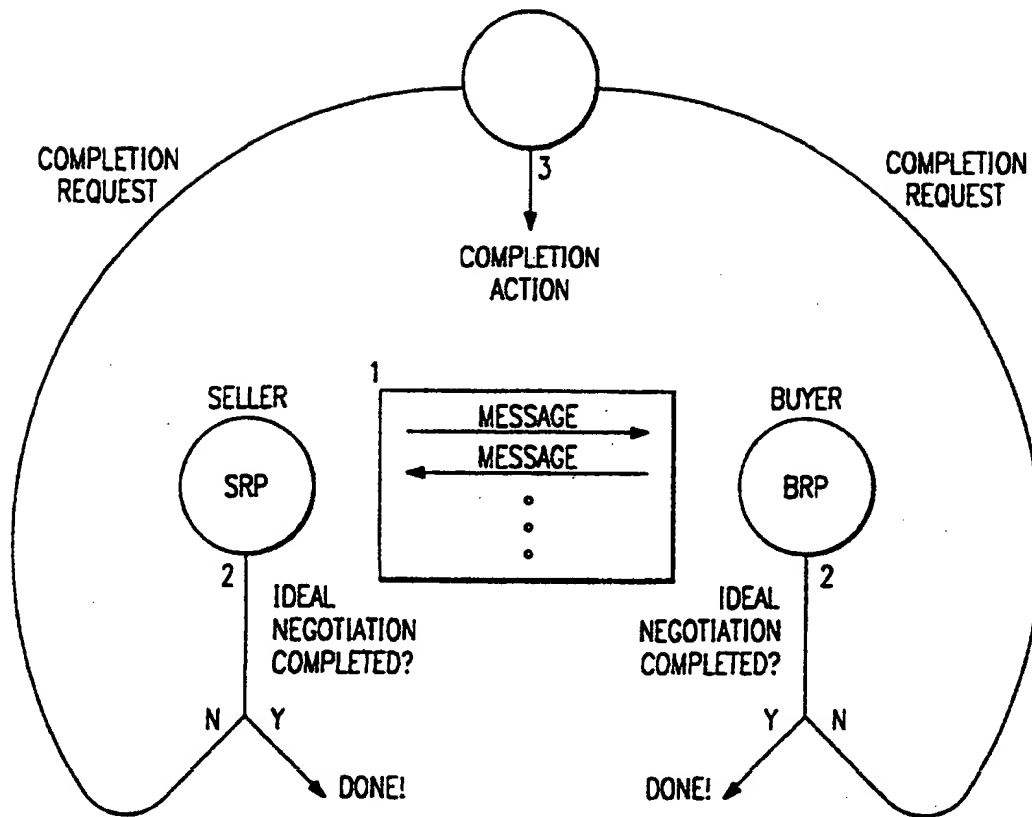 COMPLETION
REQUEST
COMPLETION
REQUEST
3
COMPLETION
ACTION
1
SELLER
MESSAGE
BUYER
MESSAGE
SRP
BRP
2
2
IDEAL
NEGOTIATION
COMPLETED?
IDEAL
NEGOTIATION
COMPLETED?
N Y
Y N
DONE!
DONE!